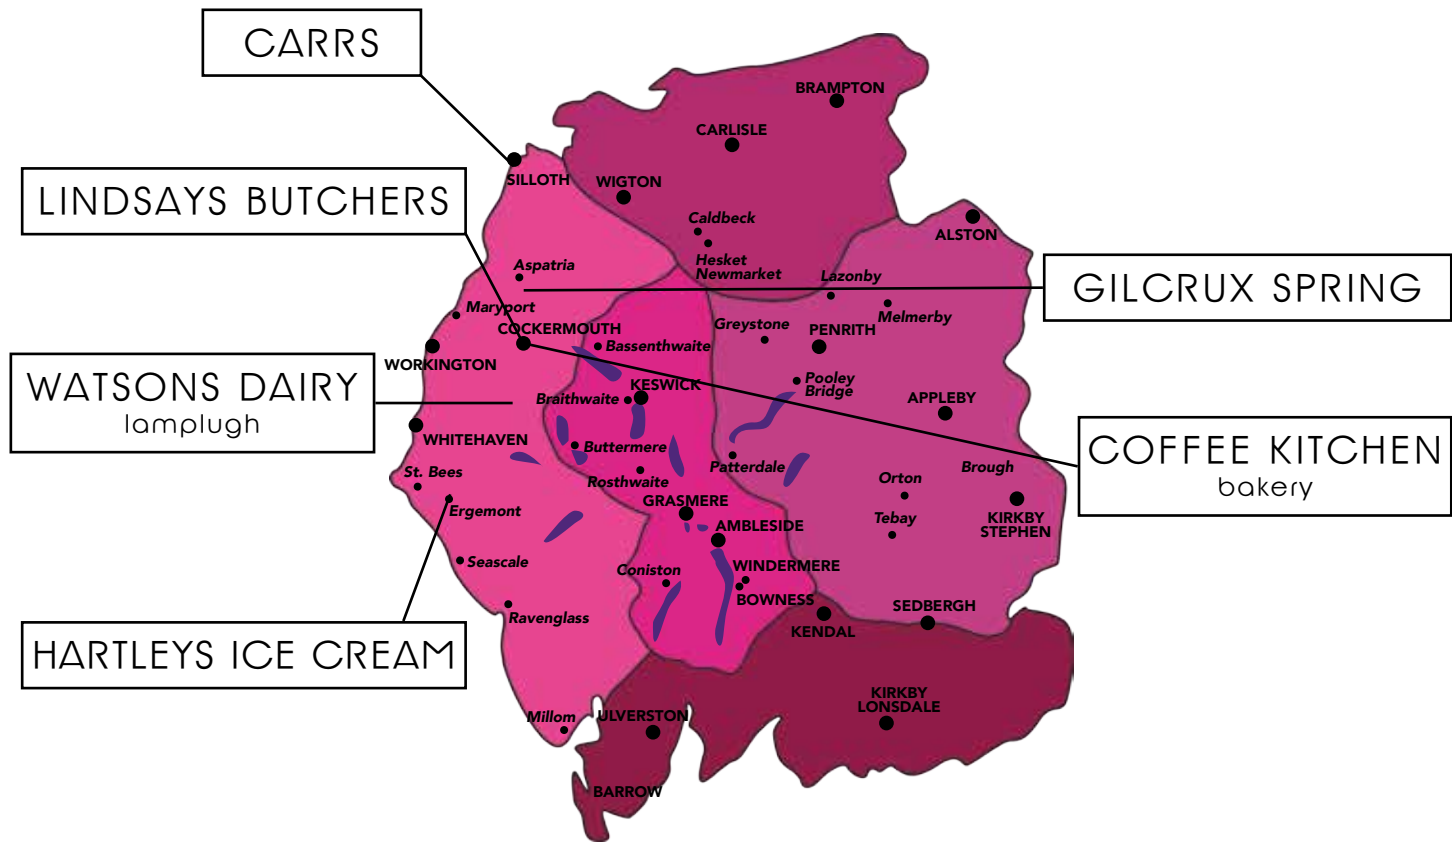 CARRS
BRAMPTON
CARLISLE
SILLOTH
WIGTON
LINDSAYS BUTCHERS
Caldbeck
ALSTON
Hesket
Newmarket
Aspatria
Lazonby
GILCRUX SPRING
Maryport
Melmerby
Greystone
PENRITH
COCKERMOUTH
Bassenthwaite
WORKINGTON
WATSONS DAIRY
lamplugh
KESWICK
Pooley
Bridge
Braithwaite
APPLEBY
WHITEHAVEN
Buttermere
COFFEE KITCHEN
bakery
St. Bees
Patterdale
Brough
Orton
Rosthwaite
GRASMERE
Ergemont
Tebay
KIRKBY
STEPHEN
AMBLESIDE
Seascale
Coniston
WINDERMERE
BOWNESS
SEDBERGH
Ravenglass
KENDAL
HARTLEYS ICE CREAM
KIRKBY
LONSDALE
Millom
ULVERSTON
BARROW